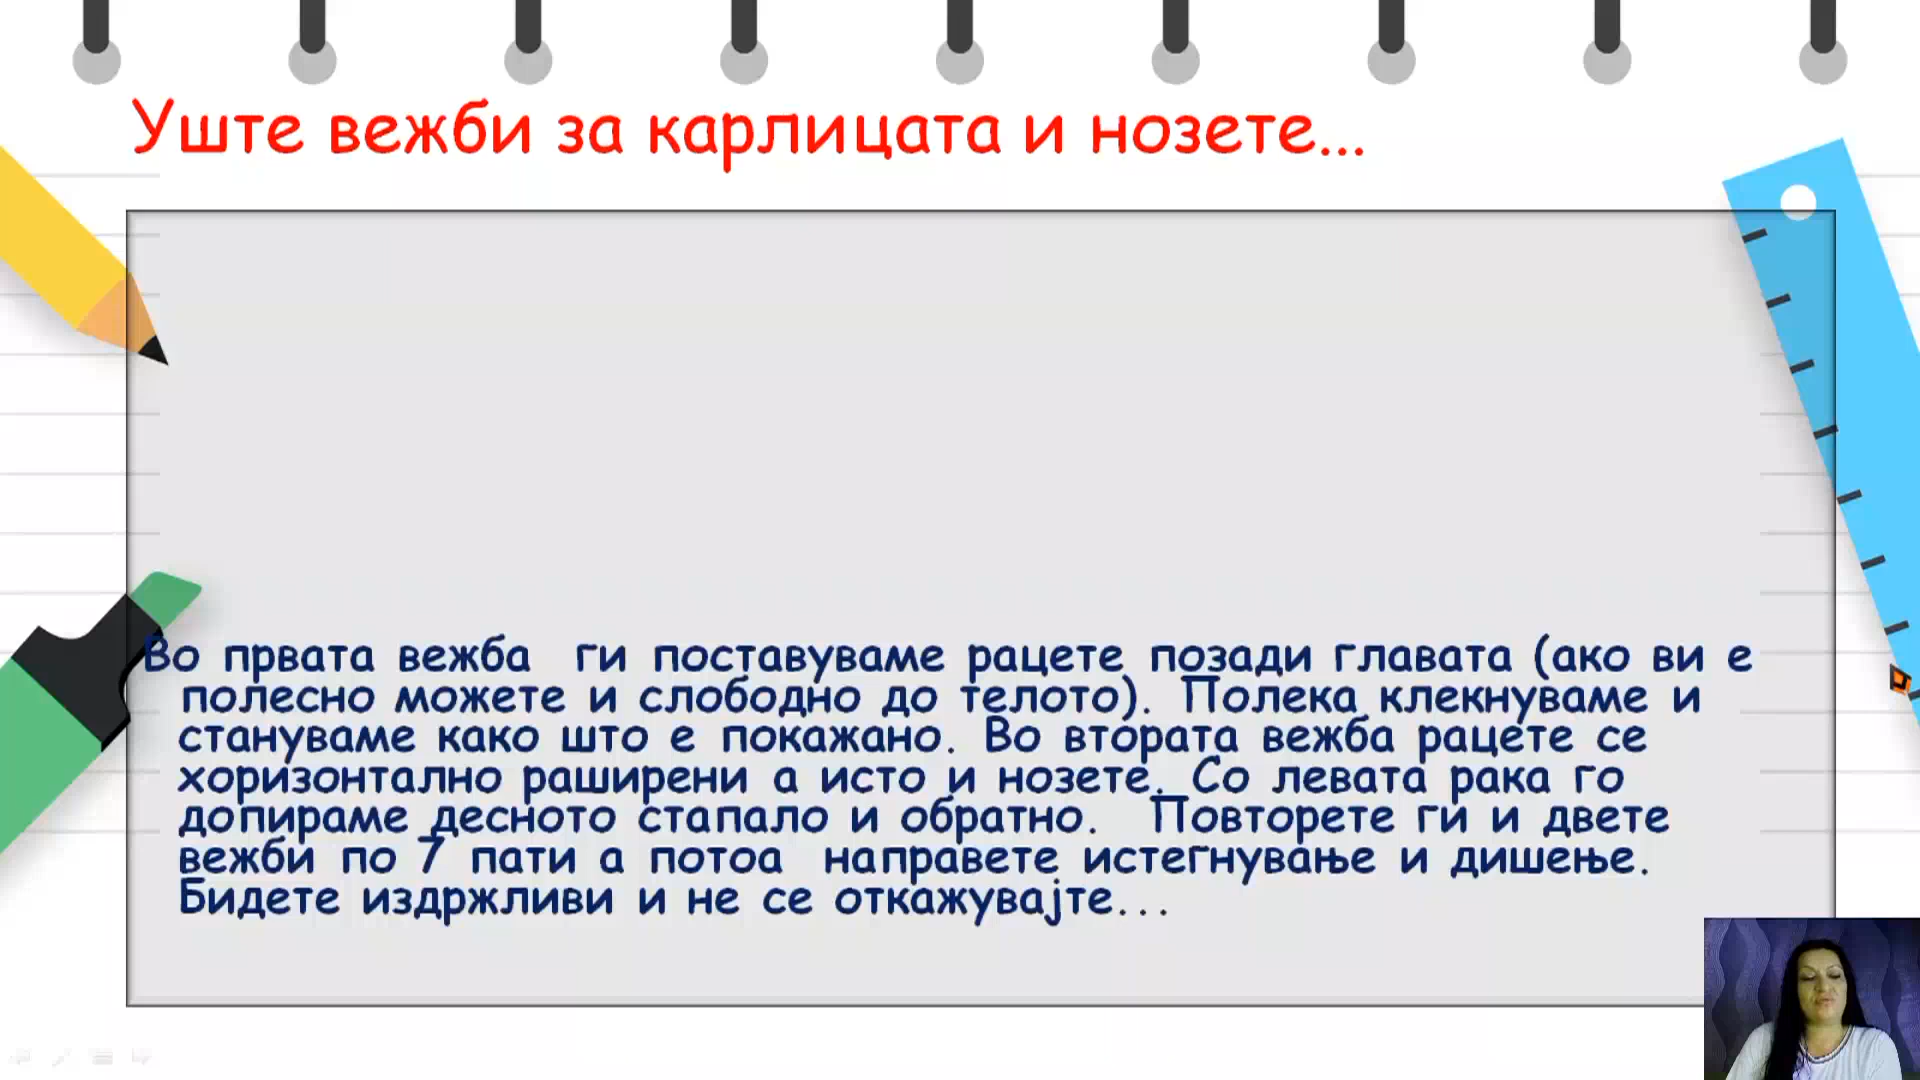 Уште вежби за карлицата и нозете...
Во првата вежба ги поставуваме рацете позади главата (ако ви е
полесно можете и слободно до телото). Полека клекнуваме и
стануваме како што е покажано. Во втората вежба рацете се
хоризонтално раширени а исто и нозете. Со левата рака го
допираме десното стапало и обратно. Повторете ги и двете
вежби по 7 пати а потоа направете истегнување и дишење.
Бидете издржливи и не се откажувајте...